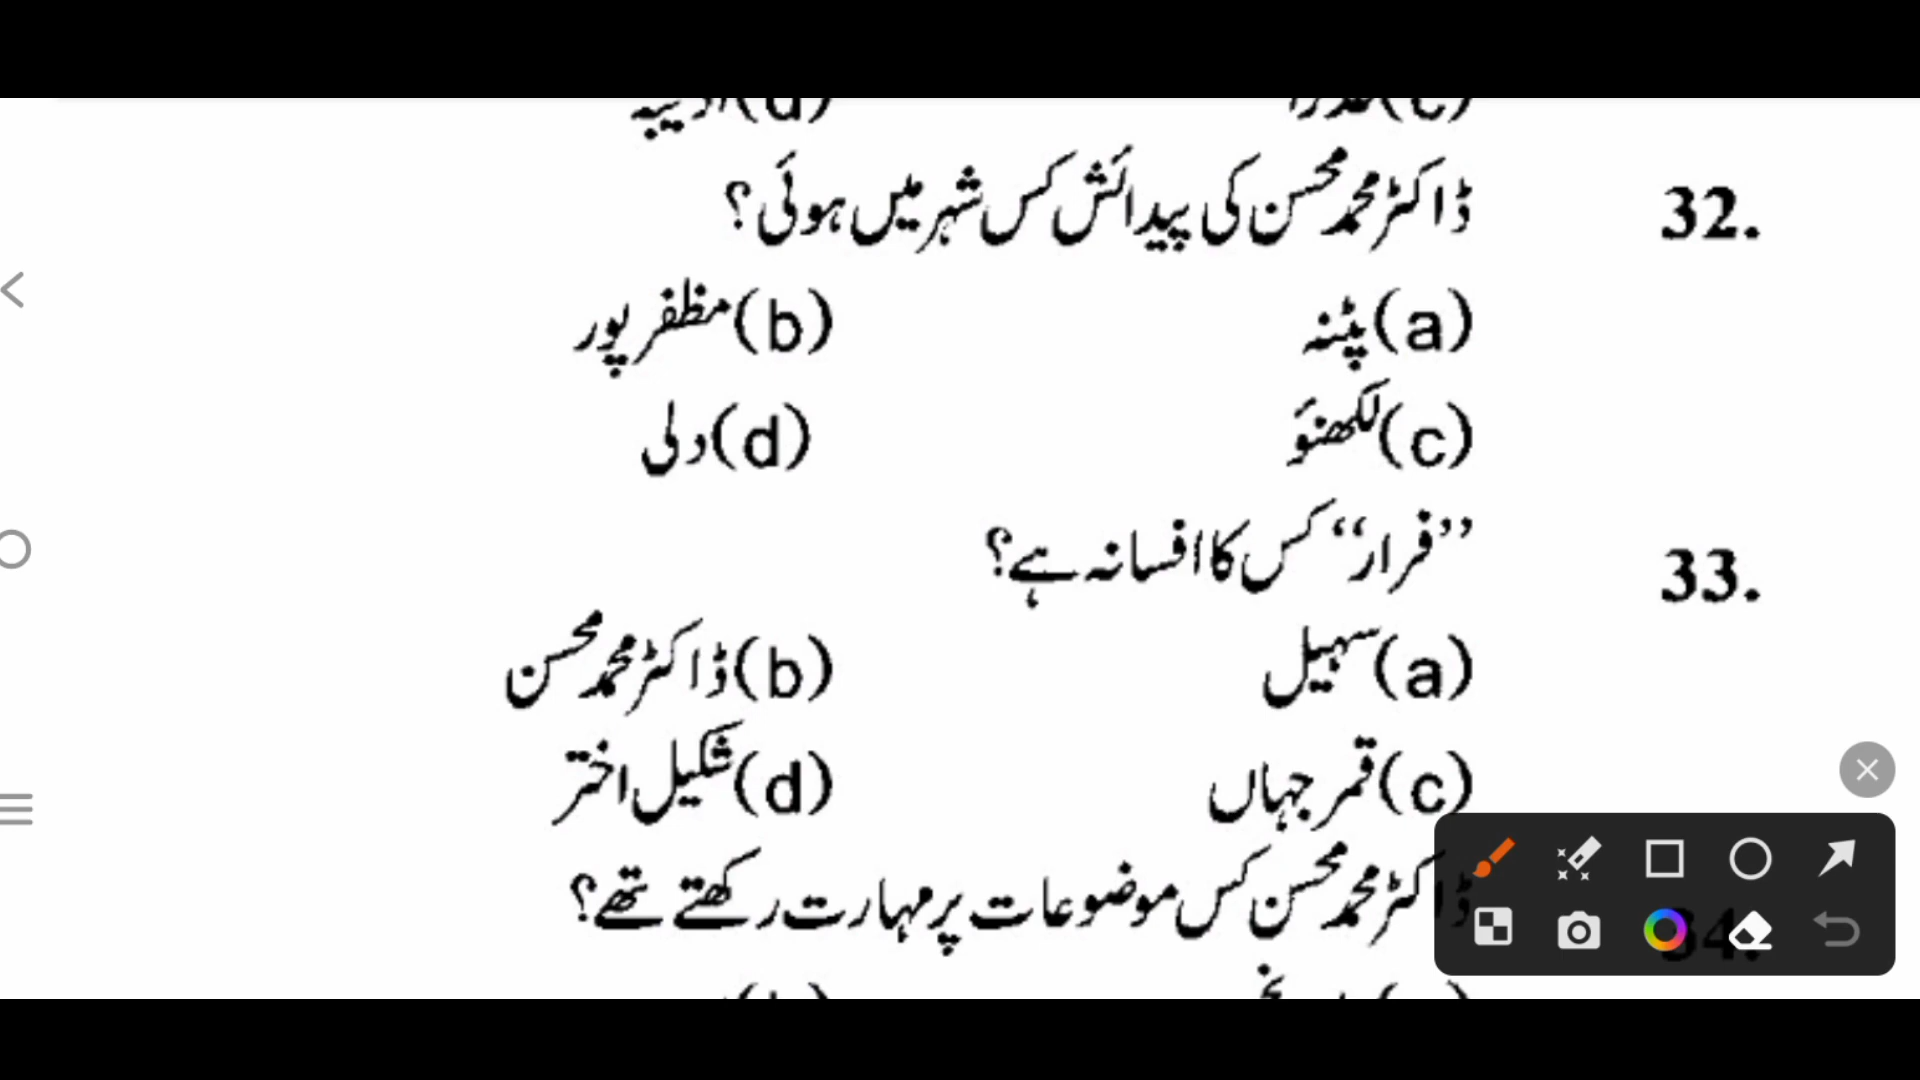 32. ڈاکٹر محمد محسن کی پیدائش کس شہر میں ہوئی؟
(a) پٹنہ (b) مظفر پور
(c) لکھنؤ (d) دلی
33. ’’فرار‘‘ کس کا افسانہ ہے؟
(a) سہیل (b) ڈاکٹر محمد محسن
(c) قمر جہاں (d) شکیل اختر
34. ڈاکٹر محمد محسن کس موضوعات پر مہارت رکھتے تھے؟